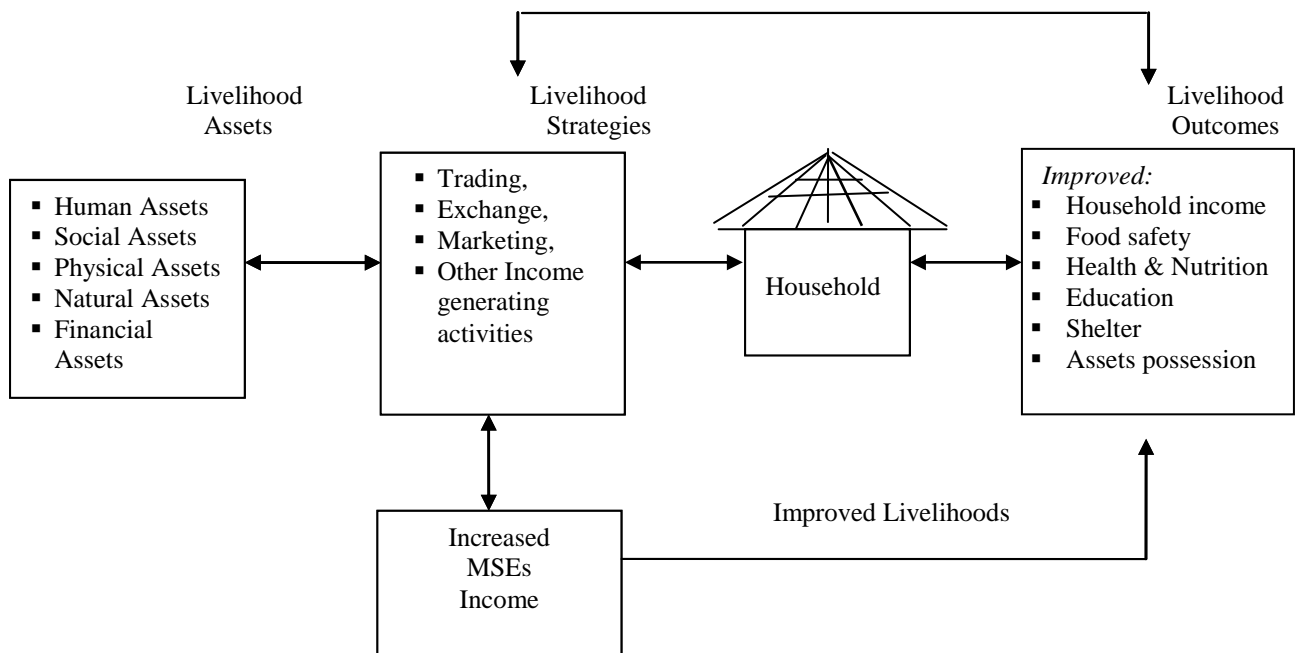 Livelihood
Assets
Livelihood
Strategies
Livelihood
Outcomes
▪ Human Assets
▪ Social Assets
▪ Physical Assets
▪ Natural Assets
▪ Financial
Assets
▪ Trading,
▪ Exchange,
▪ Marketing,
▪ Other Income
generating
activities
Household
Improved:
▪ Household income
▪ Food safety
▪ Health & Nutrition
▪ Education
▪ Shelter
▪ Assets possession
Increased
MSEs
Income
Improved Livelihoods